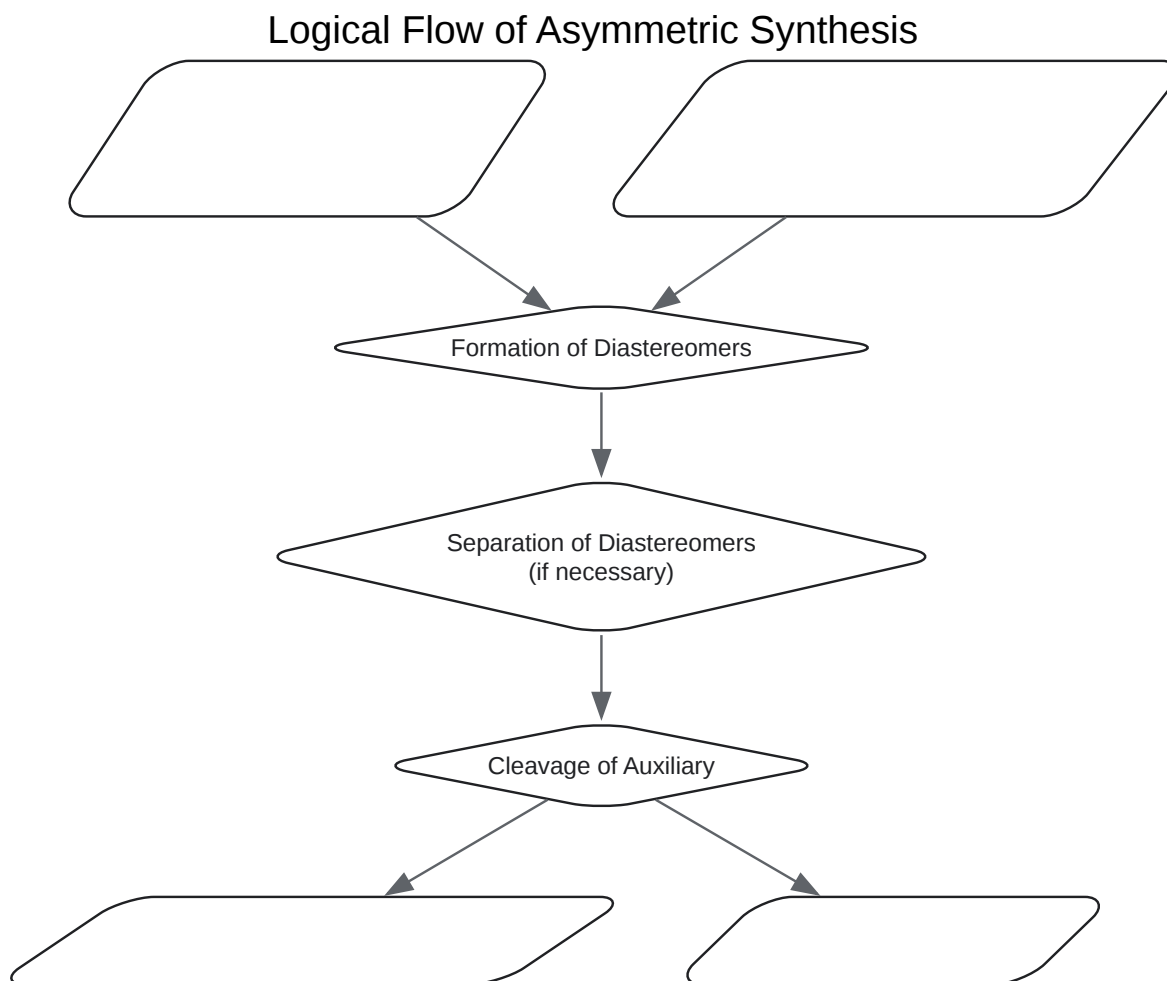 Logical Flow of Asymmetric Synthesis
Formation of Diastereomers
Separation of Diastereomers
(if necessary)
Cleavage of Auxiliary